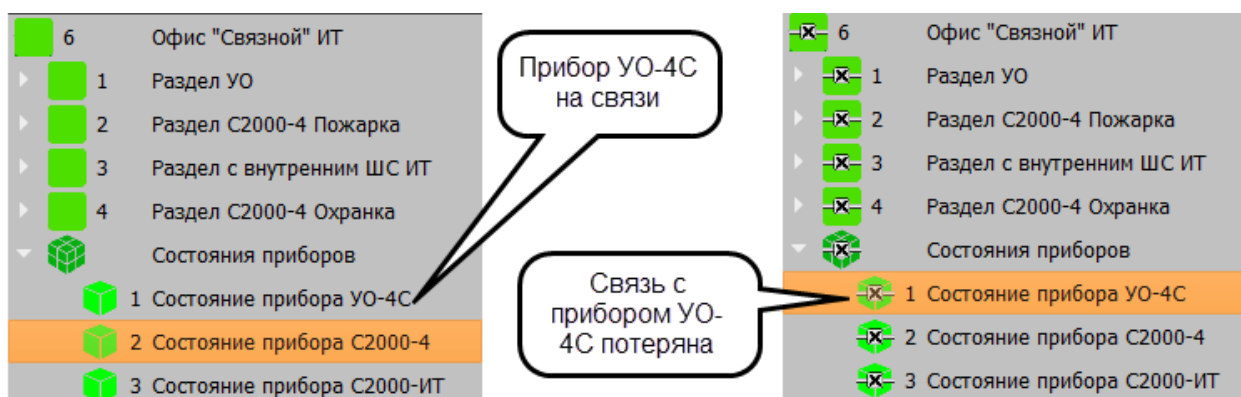 6 Офис "Связной" ИТ
1 Раздел УО
2 Раздел С2000-4 Пожарка
3 Раздел с внутренним ШС ИТ
4 Раздел С2000-4 Охранка
Состояния приборов
1 Состояние прибора УО-4С
2 Состояние прибора С2000-4
3 Состояние прибора С2000-ИТ
Прибор УО-4С
на связи
Связь с
прибором УО-
4С потеряна
6 Офис "Связной" ИТ
1 Раздел УО
2 Раздел С2000-4 Пожарка
3 Раздел с внутренним ШС ИТ
4 Раздел С2000-4 Охранка
Состояния приборов
1 Состояние прибора УО-4С
2 Состояние прибора С2000-4
3 Состояние прибора С2000-ИТ